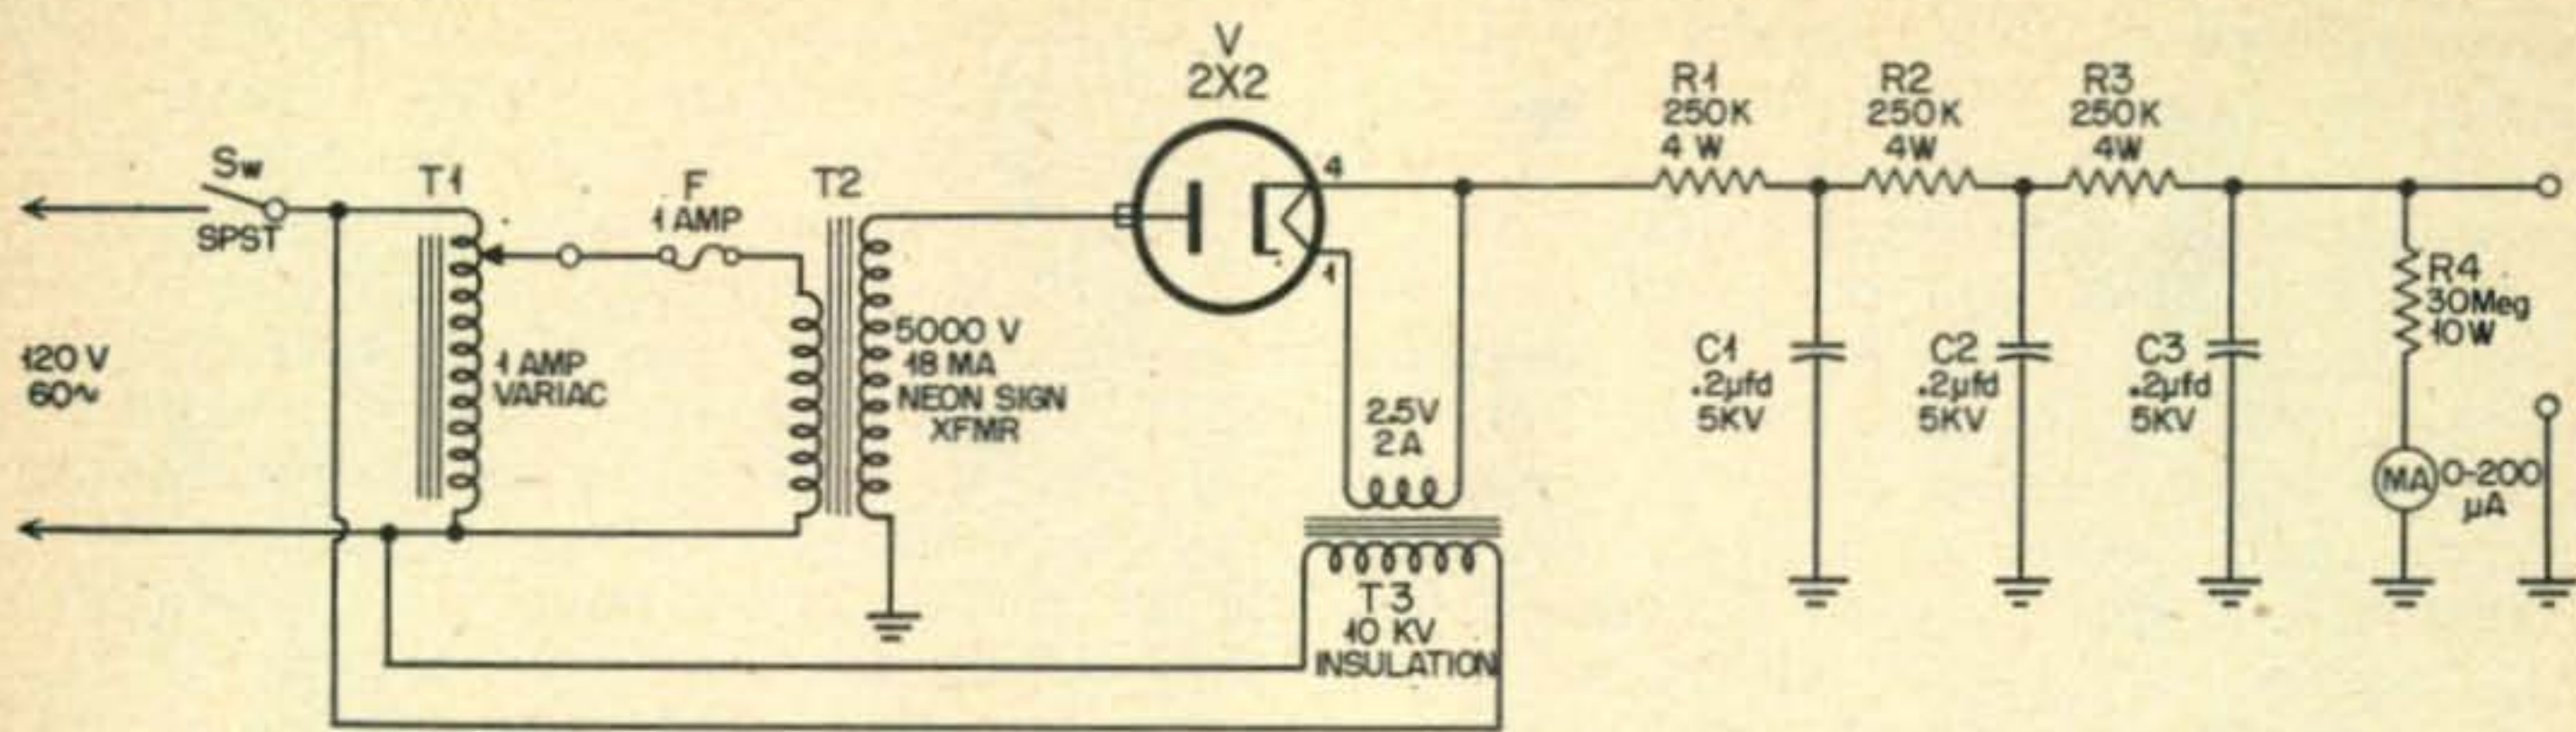 V
2X2
R1
250K
4 W
R2
250K
4W
R3
250K
4W
Sw
SPST
T1
F
1 AMP
T2
4
1
120 V
60~
1 AMP
VARIAC
5000 V
18 MA
NEON SIGN
XFMR
2.5V
2A
T3
10 KV
INSULATION
C1
.2µfd
5KV
C2
.2µfd
5KV
C3
.2µfd
5KV
R4
30Meg
10W
MA
0-200
µA